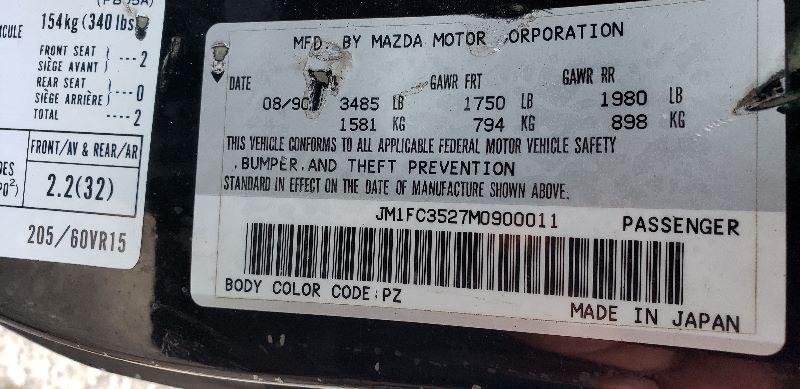 154kg(340 lbs)
FRONT SEAT
SIÈGE AVANT } ---2
REAR SEAT
SIÈGE ARRIÈRE } ---0
TOTAL ---2
FRONT/AV & REAR/AR
2.2(32)
205/60VR15
MFD. BY MAZDA MOTOR ORPORATION
DATE GAWR FRT GAWR RR
08/90 3485 LB 1750 LB 1980 LB
1581 KG 794 KG 898 KG
THIS VEHICLE CONFORMS TO ALL APPLICABLE FEDERAL MOTOR VEHICLE SAFETY
,BUMPER,AND THEFT PREVENTION
STANDARD IN EFFECT ON THE DATE OF MANUFACTURE SHOWN ABOVE.
JM1FC3527M0900011 PASSENGER
BODY COLOR CODE:PZ
MADE IN JAPAN